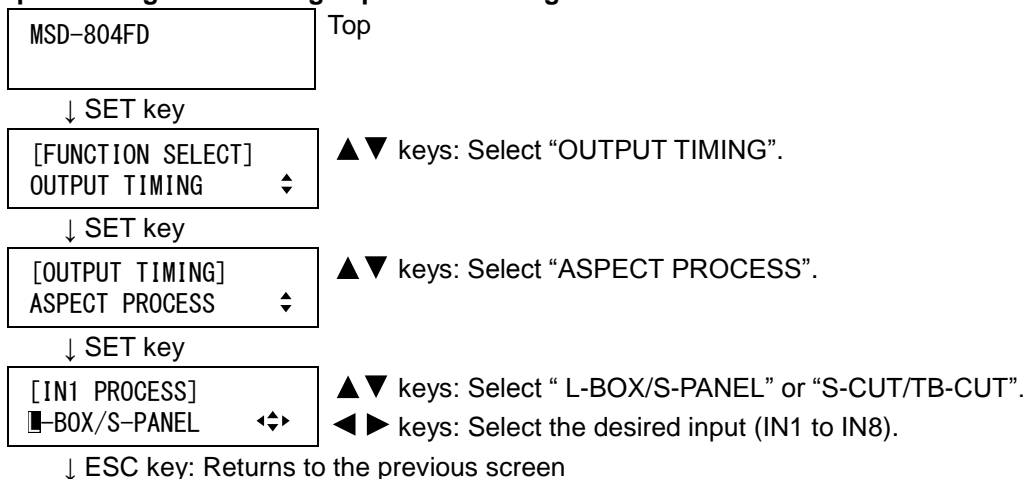 MSD-804FD
Top
↓ SET key
[FUNCTION SELECT]
OUTPUT TIMING
▲▼ keys: Select “OUTPUT TIMING”.
↓ SET key
[OUTPUT TIMING]
ASPECT PROCESS
▲▼ keys: Select “ASPECT PROCESS”.
↓ SET key
[IN1 PROCESS]
-BOX/S-PANEL
▲▼ keys: Select “ L-BOX/S-PANEL” or “S-CUT/TB-CUT”.
◀ ▶ keys: Select the desired input (IN1 to IN8).
↓ ESC key: Returns to the previous screen